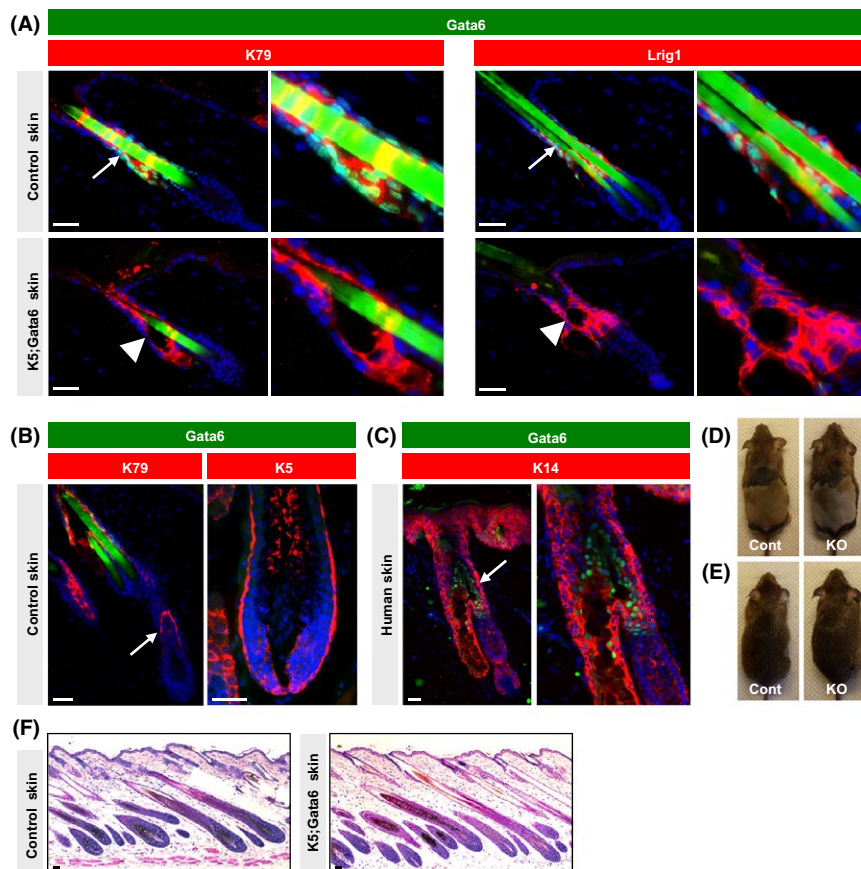 (A)
Gata6
K79
Lrig1
Control skin
K5;Gata6 skin
(B)
Gata6
K79
K5
Control skin
(C)
Gata6
K14
Human skin
(D)
Cont
KO
(E)
Cont
KO
(F)
Control skin
K5;Gata6 skin